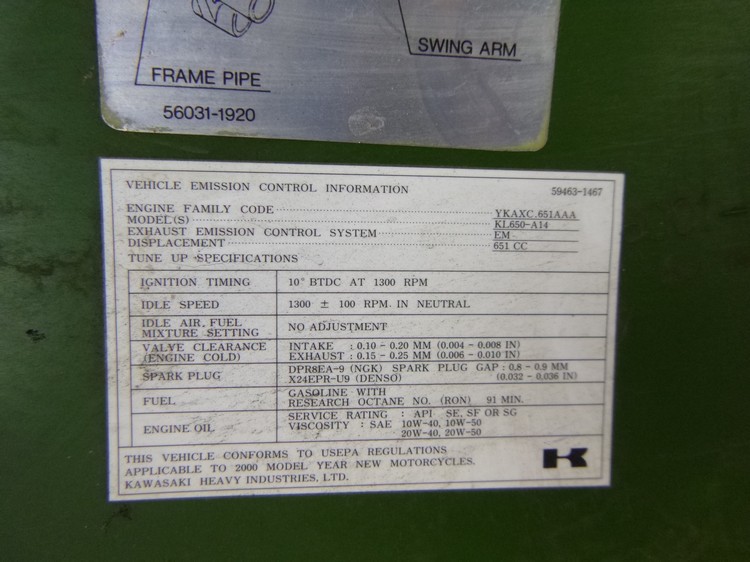 SWING ARM
FRAME PIPE
56031-1920
VEHICLE EMISSION CONTROL INFORMATION 59463-1467
ENGINE FAMILY CODE YKAXC.651AAA
MODEL(S) KL650-A14
EXHAUST EMISSION CONTROL SYSTEM EM
DISPLACEMENT 651 CC
TUNE UP SPECIFICATIONS
IGNITION TIMING 10° BTDC AT 1300 RPM
IDLE SPEED 1300 ± 100 RPM. IN NEUTRAL
IDLE AIR, FUEL
MIXTURE SETTING NO ADJUSTMENT
VALVE CLEARANCE INTAKE : 0.10 - 0.20 MM (0.004 - 0.008 IN)
(ENGINE COLD) EXHAUST : 0.15 - 0.25 MM (0.006 - 0.010 IN)
SPARK PLUG DPR8EA-9 (NGK) SPARK PLUG GAP : 0.8 - 0.9 MM
X24EPR-U9 (DENSO) (0.032 - 0.036 IN)
FUEL GASOLINE WITH
RESEARCH OCTANE NO. (RON) 91 MIN.
ENGINE OIL SERVICE RATING : API SE, SF OR SG
VISCOSITY : SAE 10W-40, 10W-50
20W-40, 20W-50
THIS VEHICLE CONFORMS TO USEPA REGULATIONS
APPLICABLE TO 2000 MODEL YEAR NEW MOTORCYCLES.
KAWASAKI HEAVY INDUSTRIES, LTD.
K